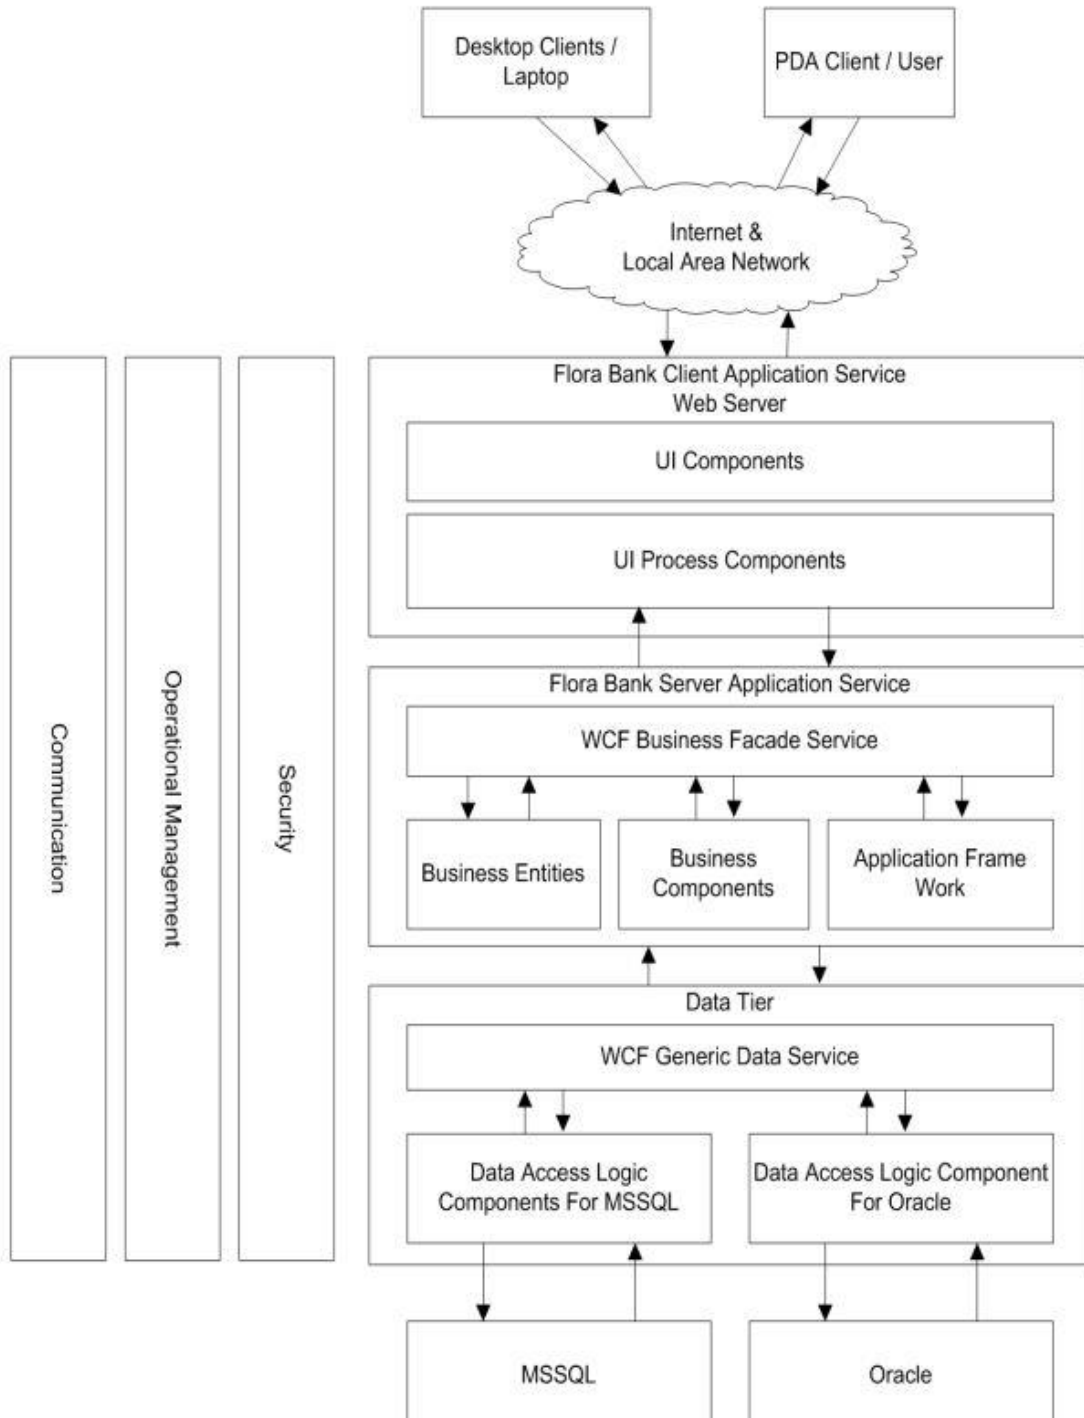 Desktop Clients /
Laptop
PDA Client / User
Internet &
Local Area Network
Communication
Operational Management
Security
Flora Bank Client Application Service
Web Server
UI Components
UI Process Components
Flora Bank Server Application Service
WCF Business Facade Service
Business Entities
Business
Components
Application Frame
Work
Data Tier
WCF Generic Data Service
Data Access Logic
Components For MSSQL
Data Access Logic Component
For Oracle
MSSQL
Oracle